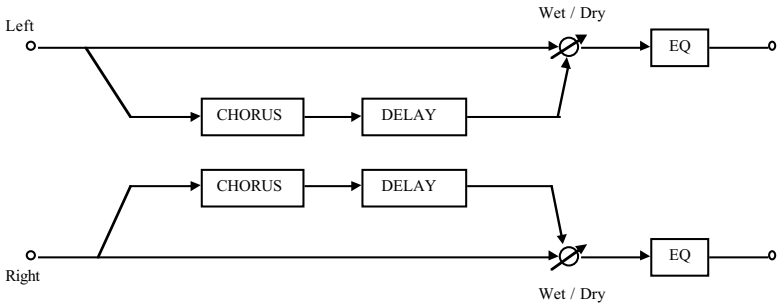 Wet / Dry
Left
EQ
CHORUS DELAY
CHORUS DELAY
EQ
Right
Wet / Dry